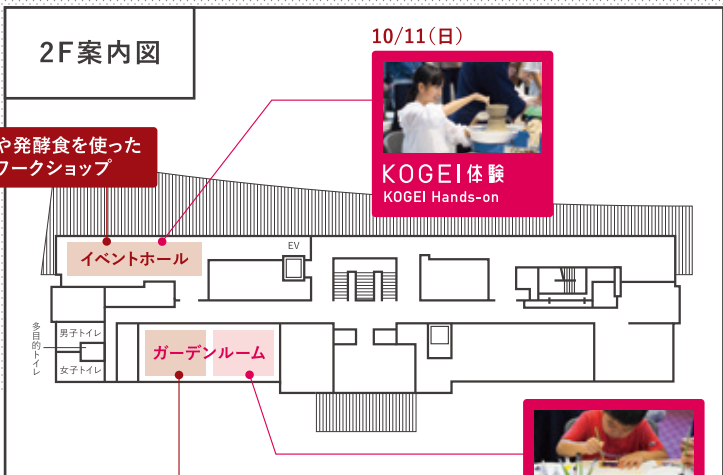 2F案内図
10/11（日）
や発酵食を使った
ワークショップ
KOGEI体験
KOGEI Hands-on
EV
イベントホール
男子トイレ
多目的トイレ
女子トイレ
ガーデンルーム